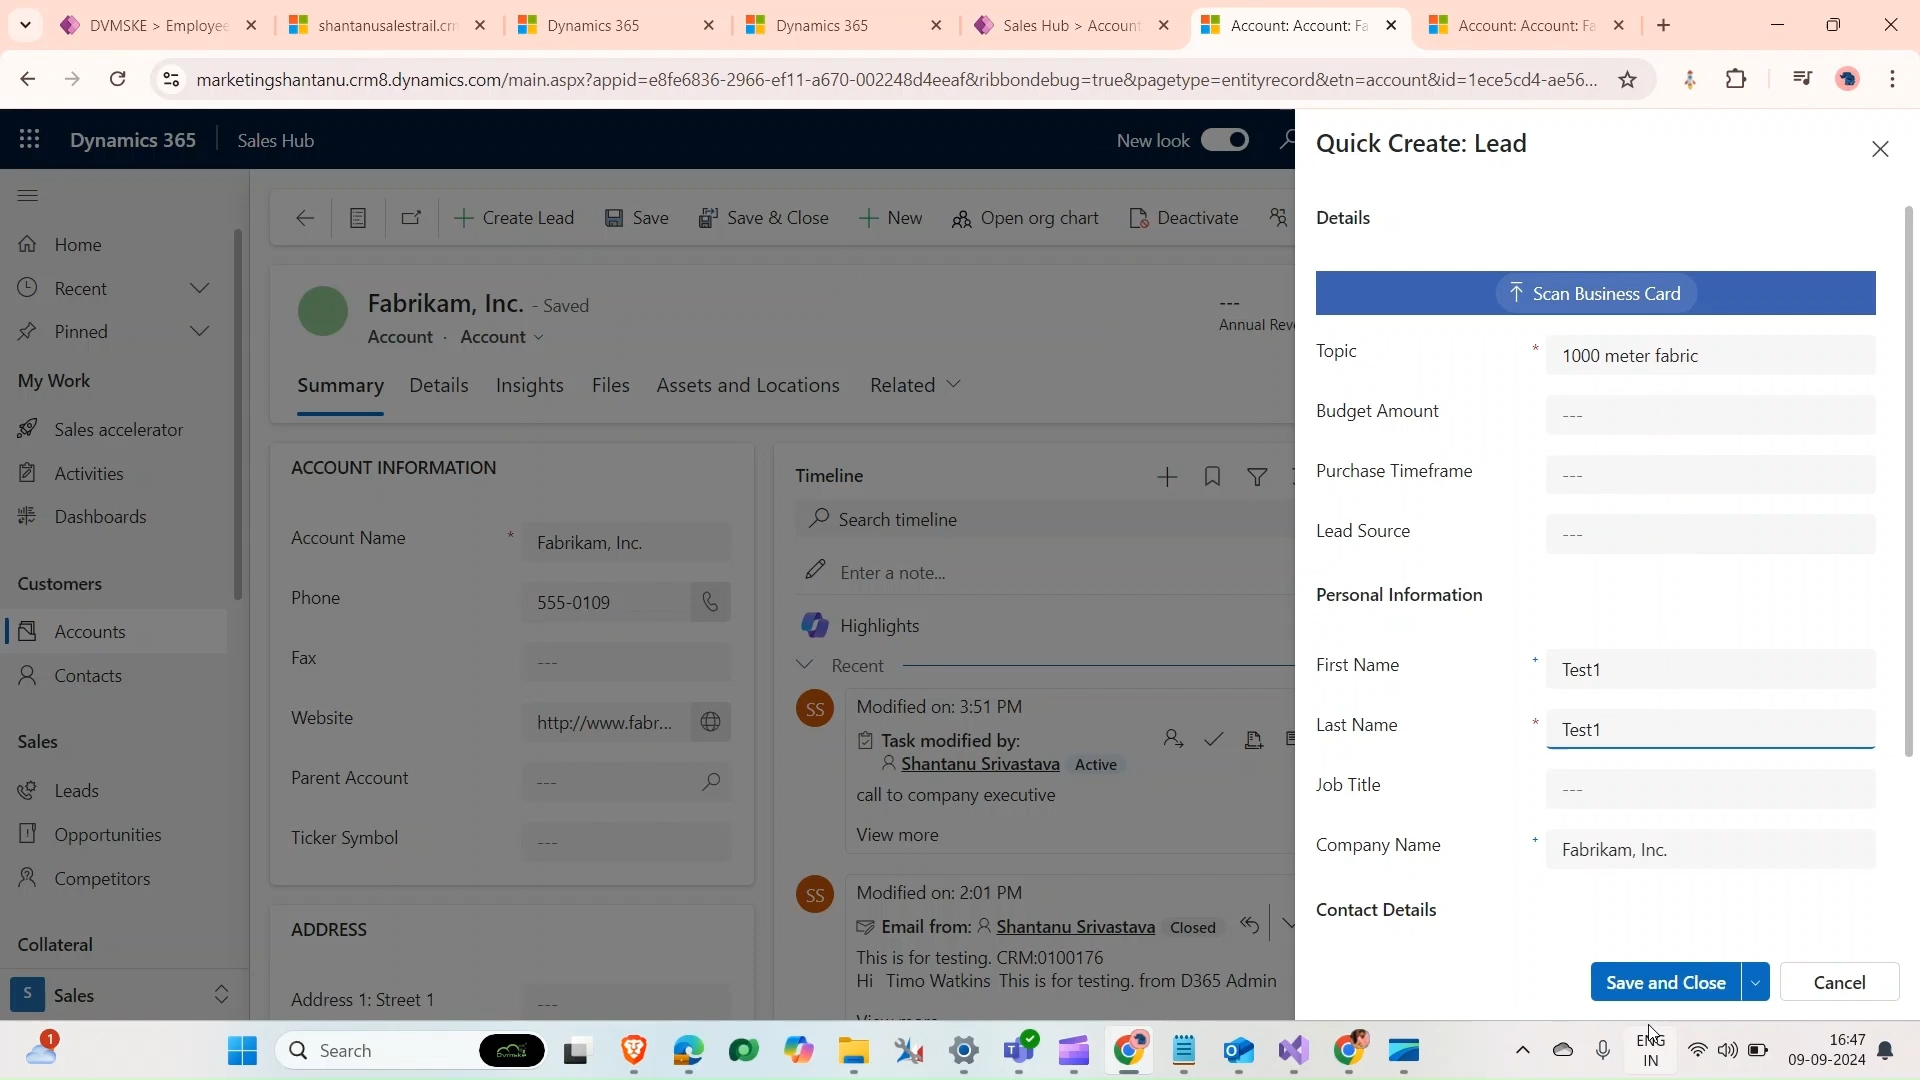 DVMSKE > Employee
shantanusalestrail.crm
Dynamics 365
Dynamics 365
Sales Hub > Account
Account: Account: Fa
Account: Account: Fa
marketingshantanu.crm8.dynamics.com/main.aspx?appid=e8fe6836-2966-ef11-a670-002248d4eeaf&ribbondebug=true&pagetype=entityrecord&etn=account&id=1ece5cd4-ae56...
Dynamics 365
Sales Hub
New look
Create Lead
Save
Save & Close
New
Open org chart
Deactivate
Home
Recent
Pinned
My Work
Sales accelerator
Activities
Dashboards
Customers
Accounts
Contacts
Sales
Leads
Opportunities
Competitors
Collateral
S Sales
Fabrikam, Inc. - Saved
Account · Account
---
Annual Reve
Summary
Details
Insights
Files
Assets and Locations
Related
ACCOUNT INFORMATION
Account Name * Fabrikam, Inc.
Phone 555-0109
Fax ---
Website http://www.fabr...
Parent Account ---
Ticker Symbol ---
ADDRESS
Address 1: Street 1 ---
Timeline
Search timeline
Enter a note...
Highlights
Recent
SS
Modified on: 3:51 PM
Task modified by:
Shantanu Srivastava Active
call to company executive
View more
SS
Modified on: 2:01 PM
Email from: Shantanu Srivastava Closed
This is for testing. CRM:0100176
Hi Timo Watkins This is for testing. from D365 Admin
View more
Quick Create: Lead
Details
Scan Business Card
Topic * 1000 meter fabric
Budget Amount ---
Purchase Timeframe ---
Lead Source ---
Personal Information
First Name + Test1
Last Name * Test1
Job Title ---
Company Name + Fabrikam, Inc.
Contact Details
Save and Close
Cancel
1
Search
Dvmske
ENG
IN
16:47
09-09-2024